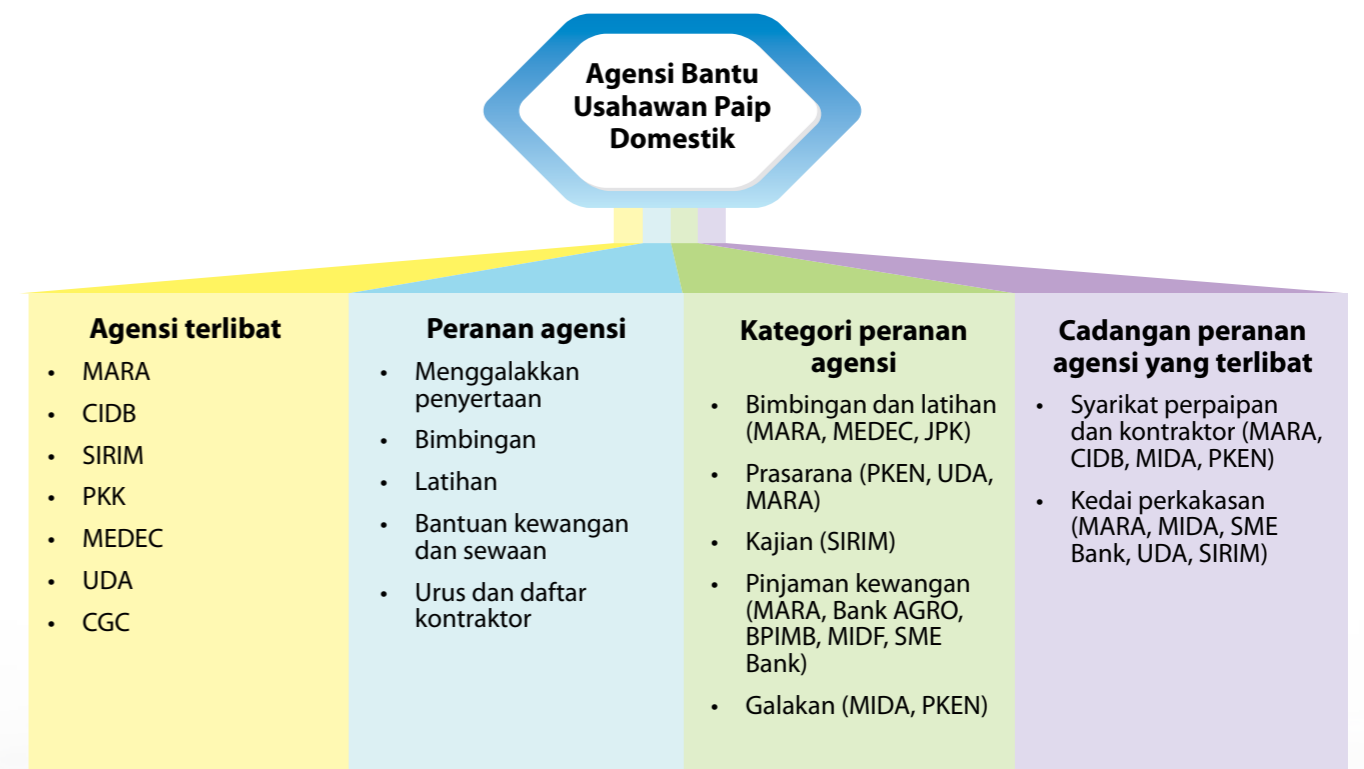 Agensi Bantu
Usahawan Paip
Domestik
Agensi terlibat
• MARA
• CIDB
• SIRIM
• PKK
• MEDEC
• UDA
• CGC
Peranan agensi
• Menggalakkan
penyertaan
• Bimbingan
• Latihan
• Bantuan kewangan
dan sewaan
• Urus dan daftar
kontraktor
Kategori peranan
agensi
• Bimbingan dan latihan
(MARA, MEDEC, JPK)
• Prasarana (PKEN, UDA,
MARA)
• Kajian (SIRIM)
• Pinjaman kewangan
(MARA, Bank AGRO,
BPIMB, MIDF, SME
Bank)
• Galakan (MIDA, PKEN)
Cadangan peranan
agensi yang terlibat
• Syarikat perpaipan
dan kontraktor (MARA,
CIDB, MIDA, PKEN)
• Kedai perkakasan
(MARA, MIDA, SME
Bank, UDA, SIRIM)